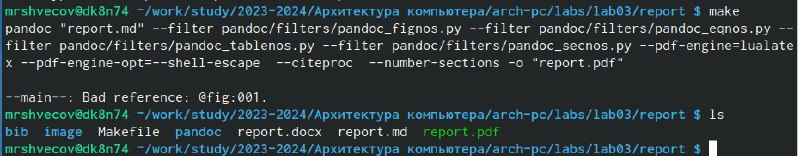 mrshvecov@dk8n74 ~/work/study/2023-2024/Архитектура компьютера/arch-pc/labs/lab03/report $ make
pandoc "report.md" --filter pandoc/filters/pandoc_fignos.py --filter pandoc/filters/pandoc_eqnos.py --
filter pandoc/filters/pandoc_tablenos.py --filter pandoc/filters/pandoc_secnos.py --pdf-engine=lualate
x --pdf-engine-opt=--shell-escape --citeproc --number-sections -o "report.pdf"
--main--: Bad reference: @fig:001.
mrshvecov@dk8n74 ~/work/study/2023-2024/Архитектура компьютера/arch-pc/labs/lab03/report $ ls
bib image Makefile pandoc report.docx report.md report.pdf
mrshvecov@dk8n74 ~/work/study/2023-2024/Архитектура компьютера/arch-pc/labs/lab03/report $